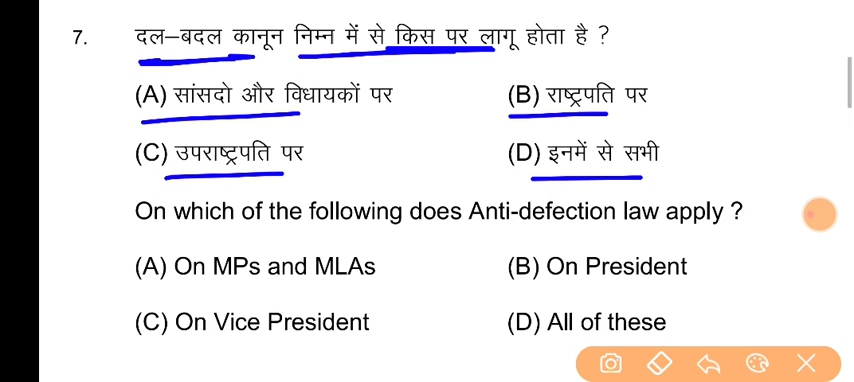 7. दल–बदल कानून निम्न में से किस पर लागू होता है ?
(A) सांसदो और विधायकों पर (B) राष्ट्रपति पर
(C) उपराष्ट्रपति पर (D) इनमें से सभी
On which of the following does Anti-defection law apply ?
(A) On MPs and MLAs (B) On President
(C) On Vice President (D) All of these